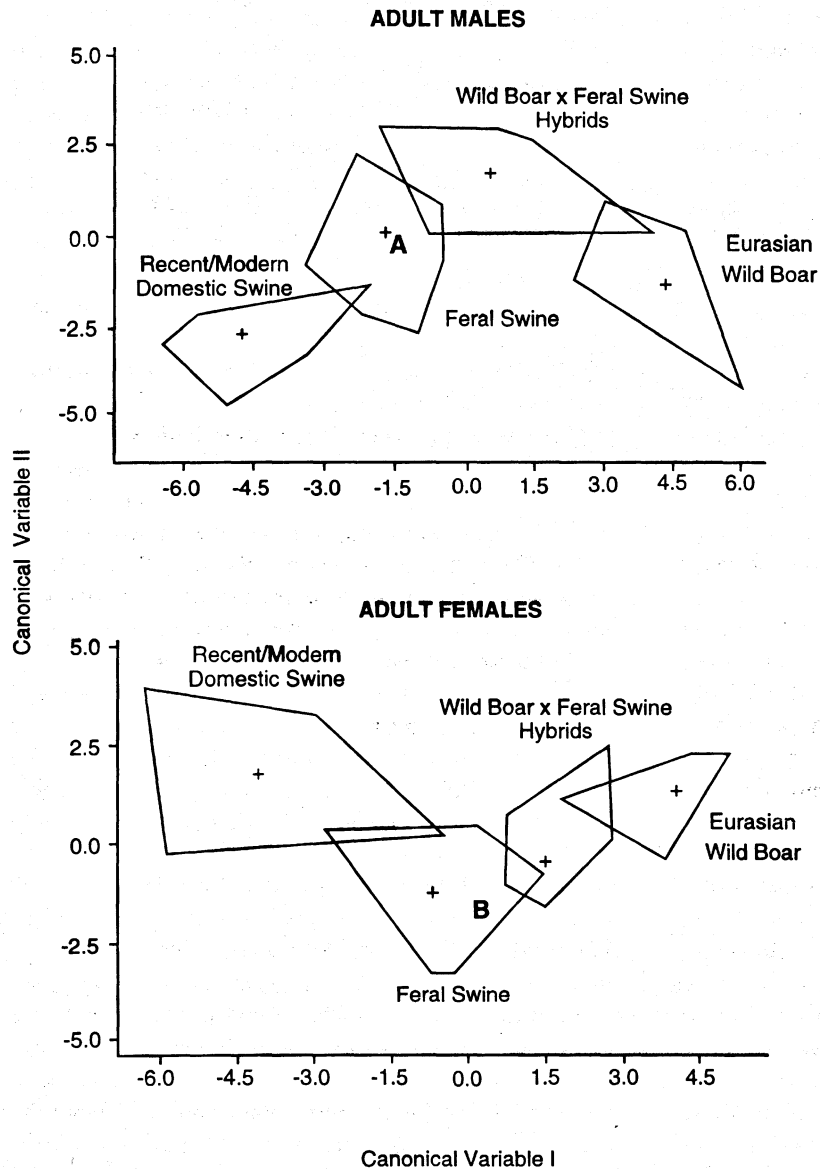 ADULT MALES
5.0
2.5
0.0
-2.5
-5.0
Wild Boar x Feral Swine
Hybrids
A
Recent/Modern
Domestic Swine
Feral Swine
Eurasian
Wild Boar
-6.0 -4.5 -3.0 -1.5 0.0 1.5 3.0 4.5 6.0
Canonical Variable II
ADULT FEMALES
5.0
2.5
0.0
-2.5
-5.0
Recent/Modern
Domestic Swine
Wild Boar x Feral Swine
Hybrids
Eurasian
Wild Boar
B
Feral Swine
-6.0 -4.5 -3.0 -1.5 0.0 1.5 3.0 4.5
Canonical Variable I